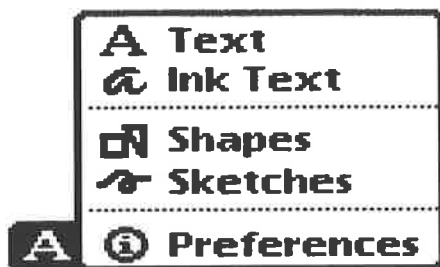 A Text
a Ink Text
Shapes
Sketches
A
i Preferences